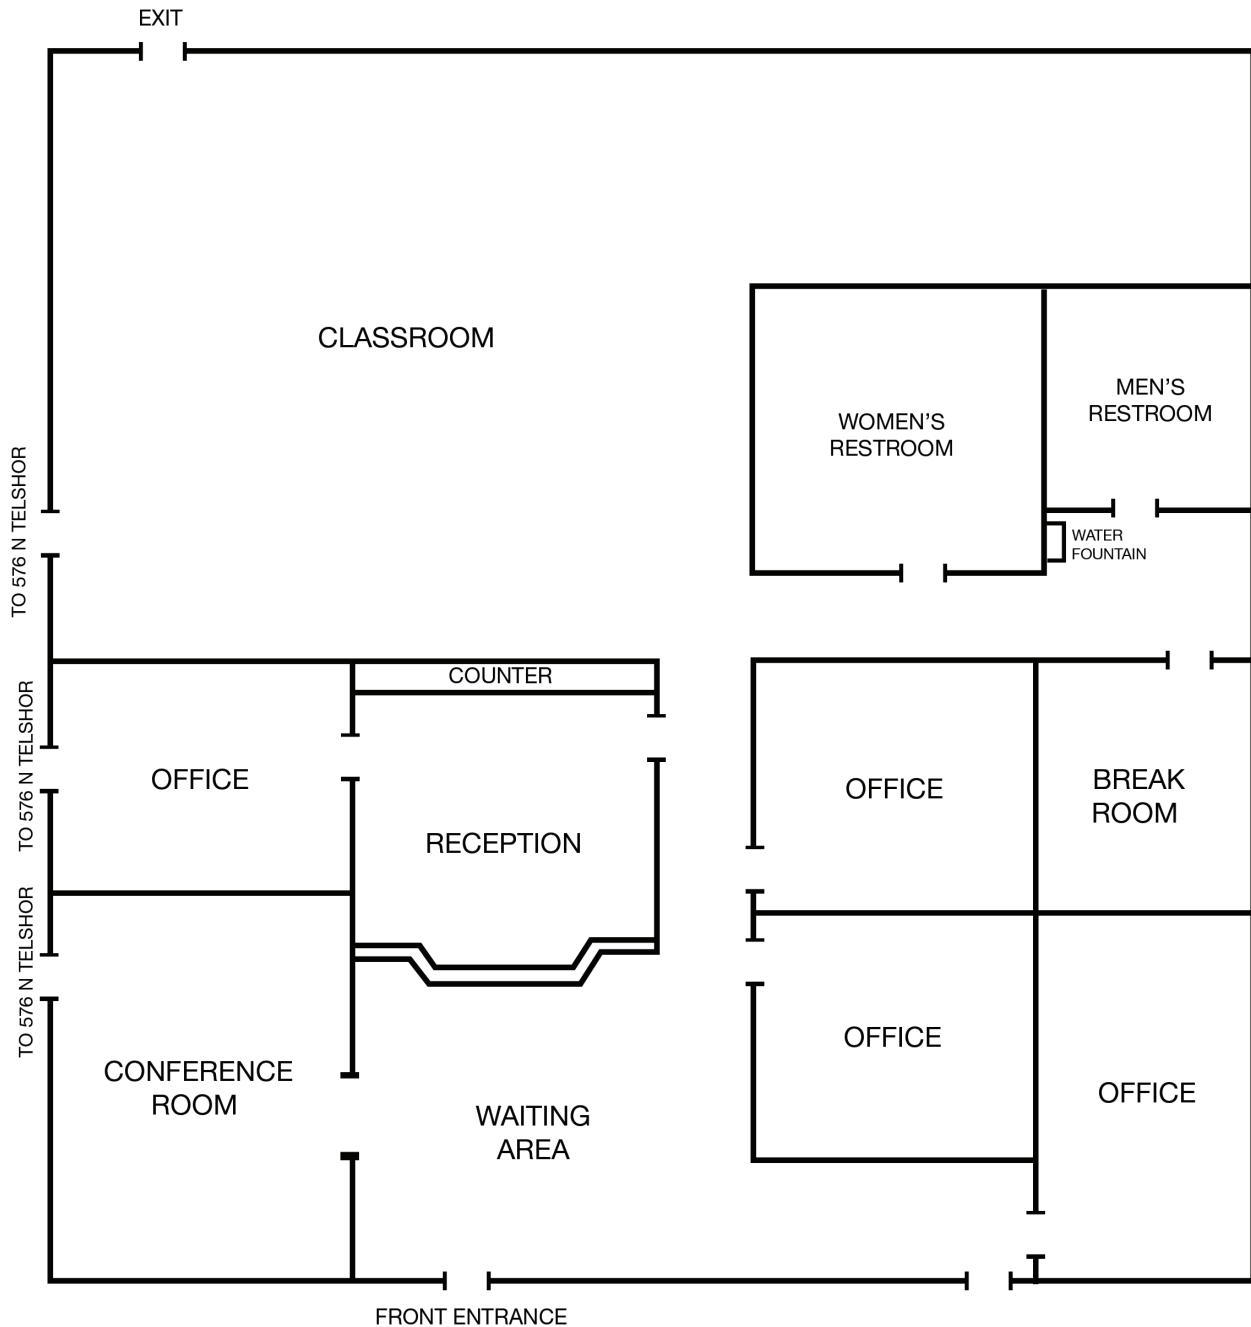 EXIT
CLASSROOM
MEN'S
RESTROOM
WOMEN'S
RESTROOM
WATER
FOUNTAIN
TO 576 N TELSHOR
COUNTER
TO 576 N TELSHOR
OFFICE
OFFICE
BREAK
ROOM
RECEPTION
TO 576 N TELSHOR
OFFICE
CONFERENCE
ROOM
OFFICE
WAITING
AREA
FRONT ENTRANCE